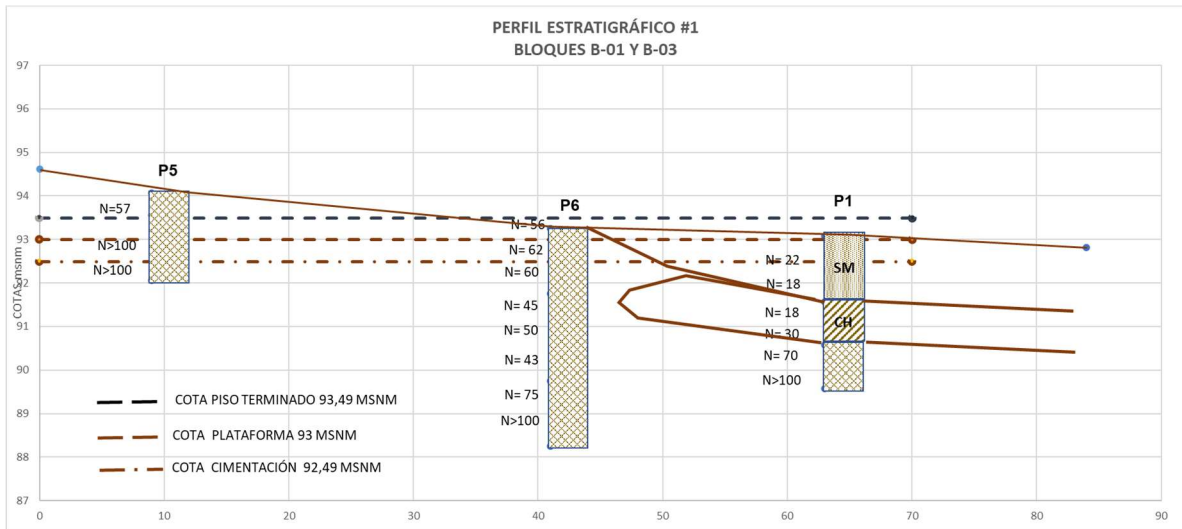 PERFIL ESTRATIGRÁFICO #1
BLOQUES B-01 Y B-03
COTAS msnm
97
96
95
94
93
92
91
90
89
88
87
P5
N=57
N>100
N>100
P6
N= 56
N= 62
N= 60
N= 45
N= 50
N= 43
N= 75
N>100
P1
N= 22
N= 18
N= 18
N= 30
N= 70
N>100
SM
CH
COTA PISO TERMINADO 93,49 MSNM
COTA PLATAFORMA 93 MSNM
COTA CIMENTACIÓN 92,49 MSNM
0 10 20 30 40 50 60 70 80 90